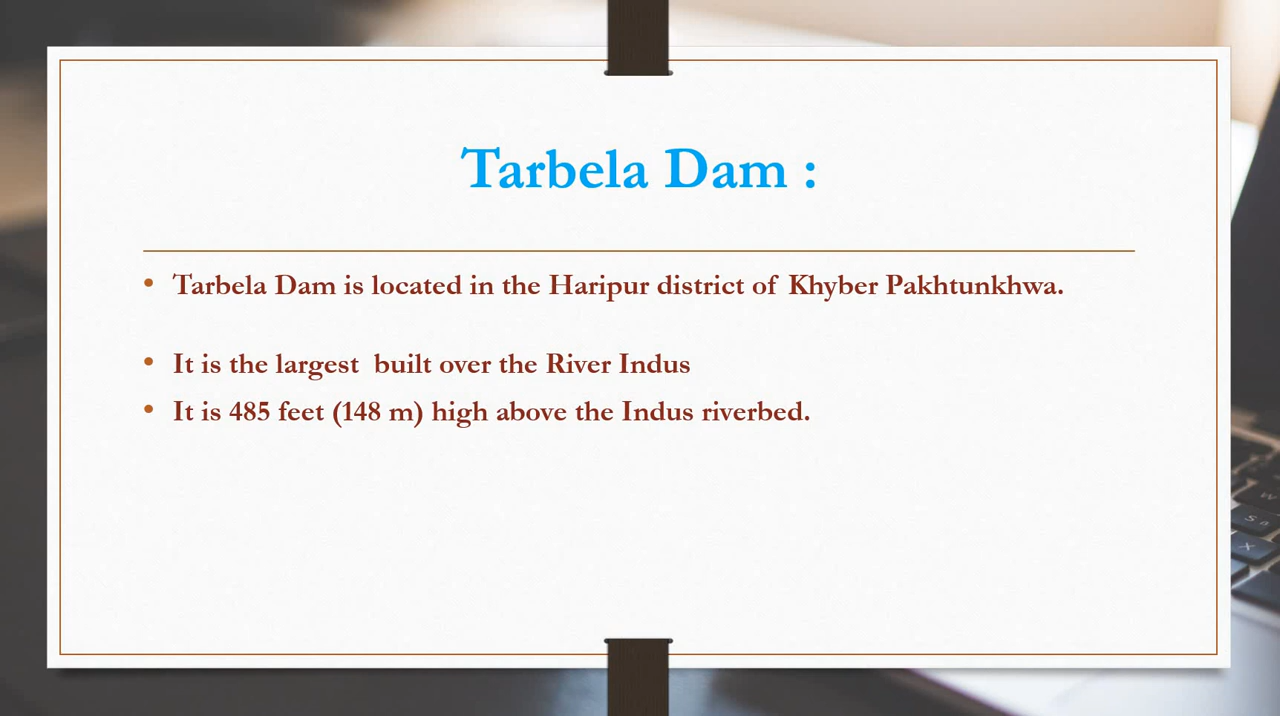 Tarbela Dam :
• Tarbela Dam is located in the Haripur district of Khyber Pakhtunkhwa.
• It is the largest  built over the River Indus
• It is 485 feet (148 m) high above the Indus riverbed.
W
S
X